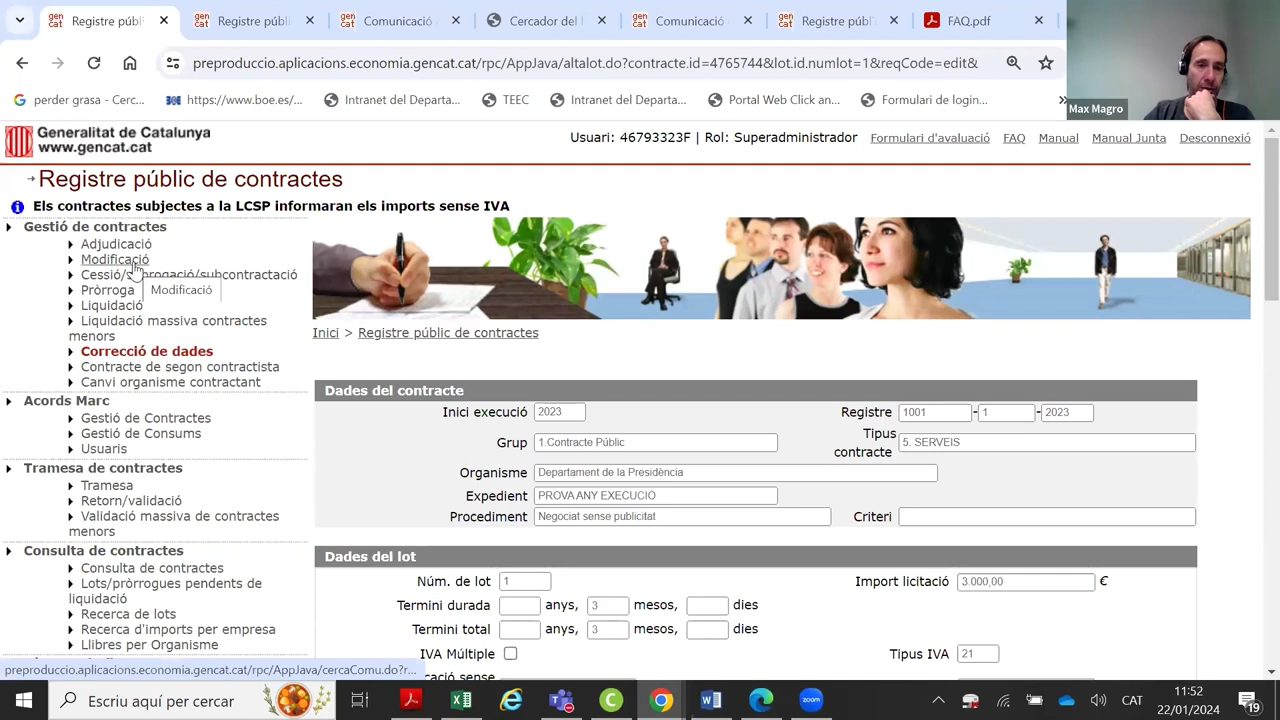 Registre públ
Registre públ
Comunicació
Cercador del
Comunicació
Registre públ
FAQ.pdf
preproduccio.aplicacions.economia.gencat.cat/rpc/AppJava/altalot.do?contracte.id=4765744&lot.id.numlot=1&reqCode=edit&
perder grasa - Cerc...
https://www.boe.es/...
Intranet del Departa...
TEEC
Intranet del Departa...
Portal Web Click an...
Formulari de login...
Max Magro
Generalitat de Catalunya
www.gencat.cat
Usuari: 46793323F | Rol: Superadministrador
Formulari d'avaluació
FAQ
Manual
Manual Junta
Desconnexió
Registre públic de contractes
Els contractes subjectes a la LCSP informaran els imports sense IVA
Gestió de contractes
Adjudicació
Modificació
Cessió/subrogació/subcontractació
Pròrroga
Modificació
Liquidació
Liquidació massiva contractes
menors
Correcció de dades
Contracte de segon contractista
Canvi organisme contractant
Acords Marc
Gestió de Contractes
Gestió de Consums
Usuaris
Tramesa de contractes
Tramesa
Retorn/validació
Validació massiva de contractes
menors
Consulta de contractes
Consulta de contractes
Lots/pròrrogues pendents de
liquidació
Recerca de lots
Recerca d'imports per empresa
Llibres per Organisme
Inici > Registre públic de contractes
Dades del contracte
Inici execució 2023
Registre 1001 - 1 - 2023
Grup 1.Contracte Públic
Tipus
contracte 5. SERVEIS
Organisme Departament de la Presidència
Expedient PROVA ANY EXECUCIO
Procediment Negociat sense publicitat
Criteri
Dades del lot
Núm. de lot 1
Import licitació 3.000,00 €
Termini durada anys, 3 mesos, dies
Termini total anys, 3 mesos, dies
IVA Múltiple
Tipus IVA 21
preproduccio.aplicacions.economia.gencat.cat/rpc/AppJava/cercaComu.do?r...
Escriu aquí per cercar
CAT
11:52
22/01/2024
19